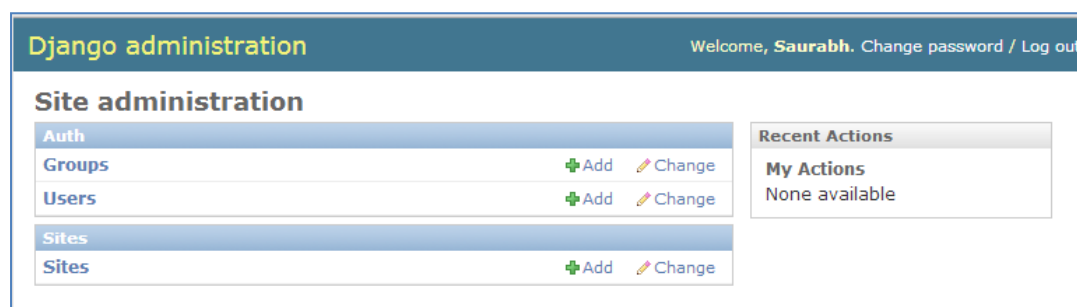 Django administration
Welcome, Saurabh. Change password / Log out
Site administration
Auth
Groups Add Change
Users Add Change
Sites
Sites Add Change
Recent Actions
My Actions
None available